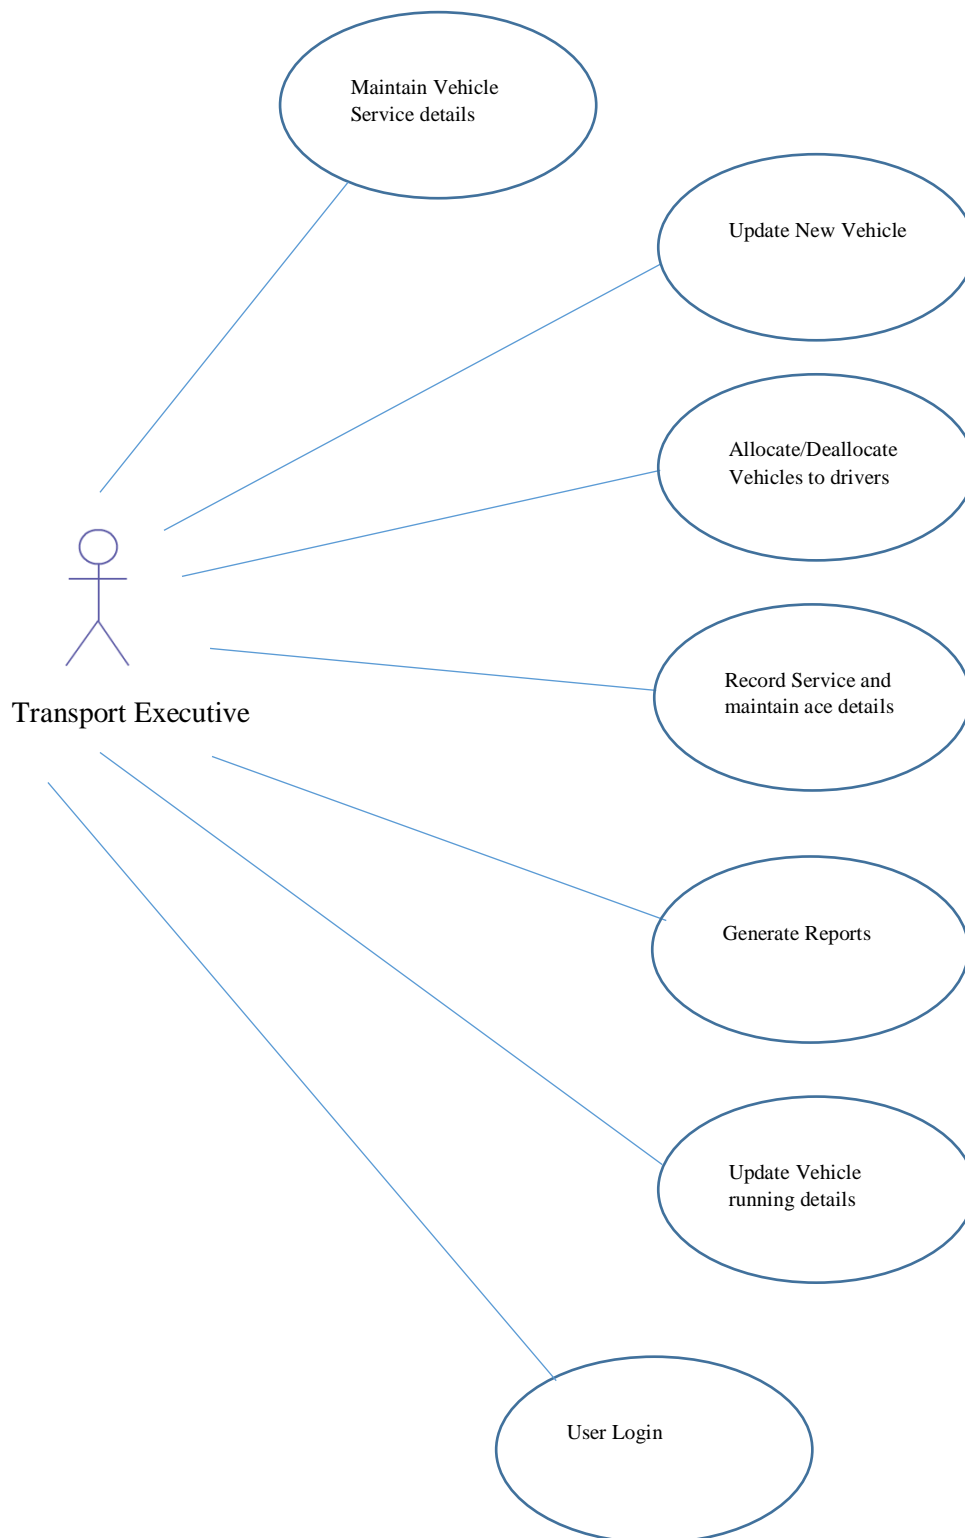 Maintain Vehicle
Service details
Update New Vehicle
Allocate/Deallocate
Vehicles to drivers
Record Service and
maintain ace details
Transport Executive
Generate Reports
Update Vehicle
running details
User Login